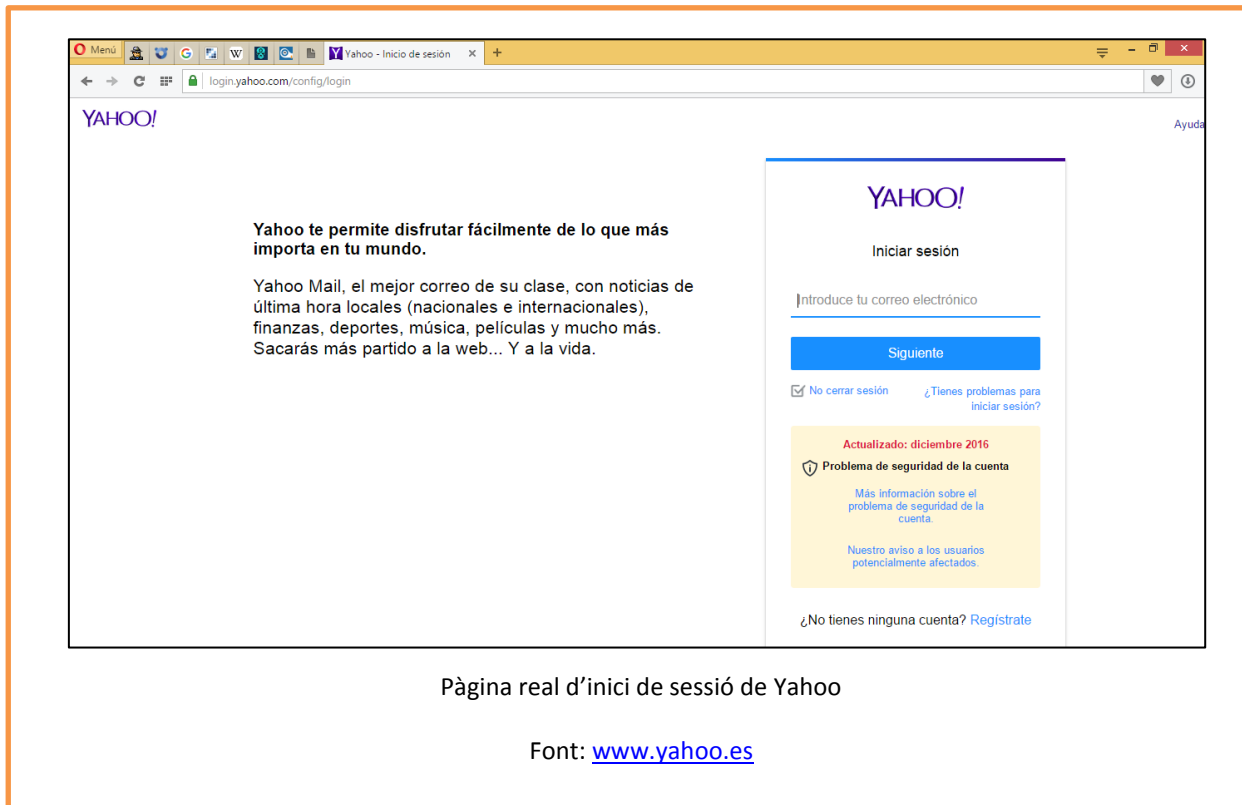 Menú
Yahoo - Inicio de sesión
login.yahoo.com/config/login
YAHOO!
Ayuda
Yahoo te permite disfrutar fácilmente de lo que más
importa en tu mundo.
Yahoo Mail, el mejor correo de su clase, con noticias de
última hora locales (nacionales e internacionales),
finanzas, deportes, música, películas y mucho más.
Sacarás más partido a la web... Y a la vida.
YAHOO!
Iniciar sesión
Introduce tu correo electrónico
Siguiente
No cerrar sesión
¿Tienes problemas para
iniciar sesión?
Actualizado: diciembre 2016
Problema de seguridad de la cuenta
Más información sobre el
problema de seguridad de la
cuenta.
Nuestro aviso a los usuarios
potencialmente afectados.
¿No tienes ninguna cuenta? Regístrate
Pàgina real d’inici de sessió de Yahoo
Font: www.yahoo.es